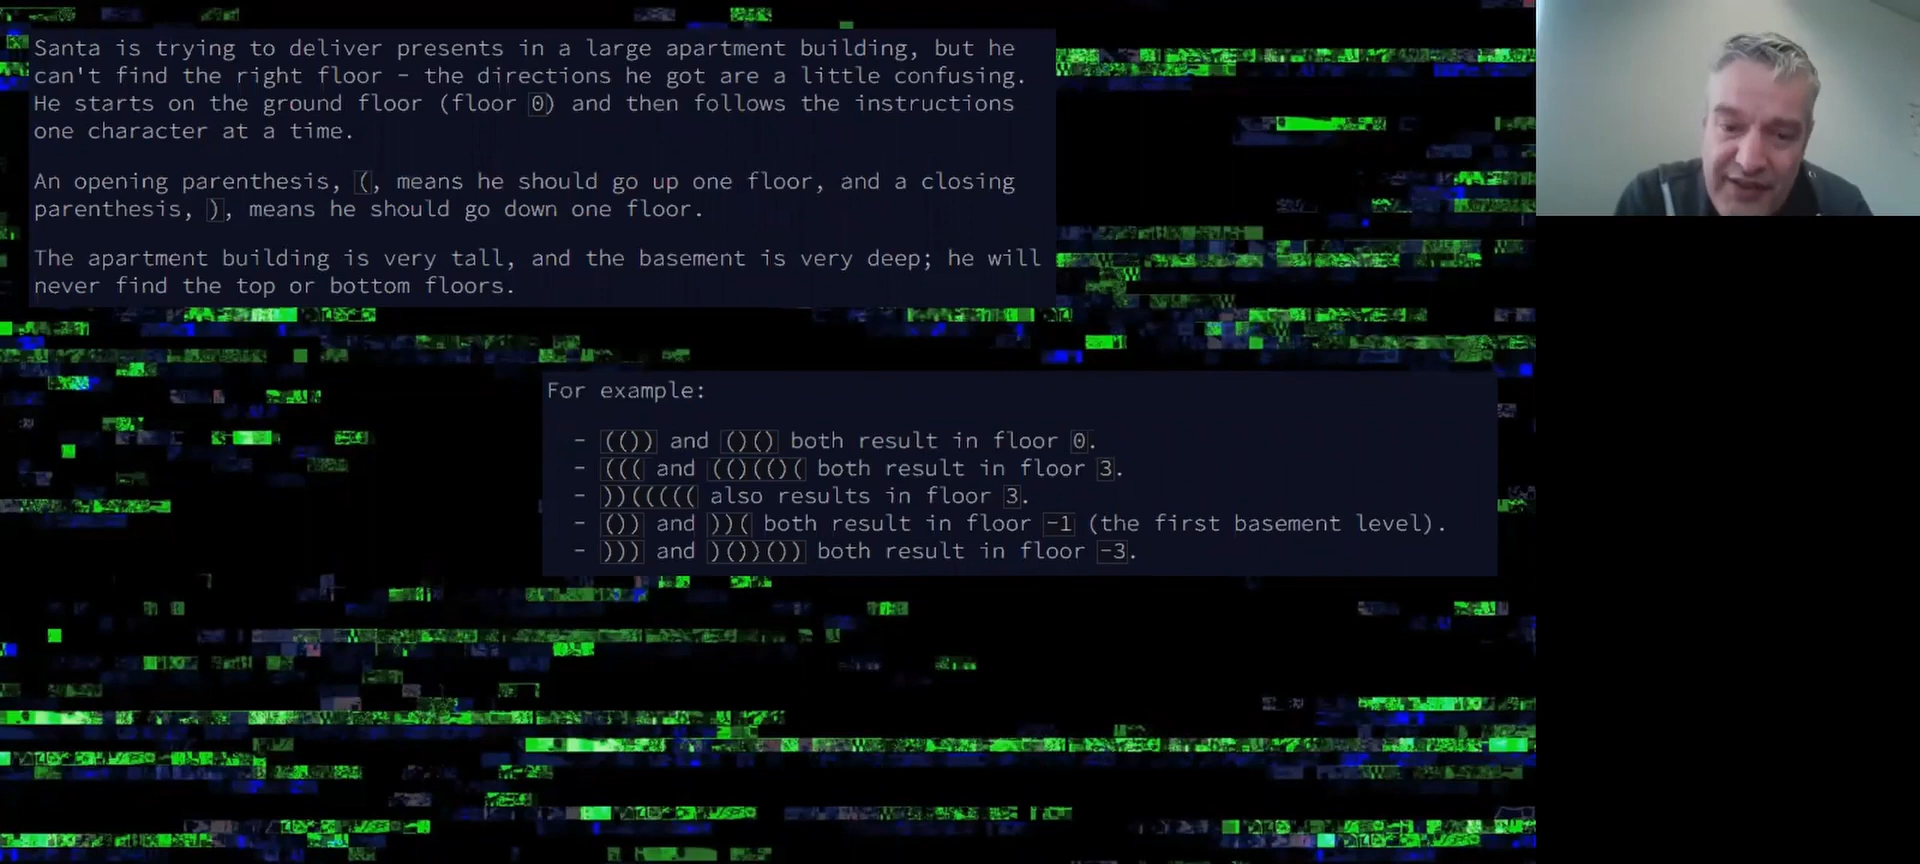 Santa is trying to deliver presents in a large apartment building, but he
can't find the right floor - the directions he got are a little confusing.
He starts on the ground floor (floor 0) and then follows the instructions
one character at a time.
An opening parenthesis, (, means he should go up one floor, and a closing
parenthesis, ), means he should go down one floor.
The apartment building is very tall, and the basement is very deep; he will
never find the top or bottom floors.
For example:
- (()) and ()() both result in floor 0.
- ((( and (()(()( both result in floor 3.
- ))((((( also results in floor 3.
- ()) and ))( both result in floor -1 (the first basement level).
- ))) and )())()) both result in floor -3.